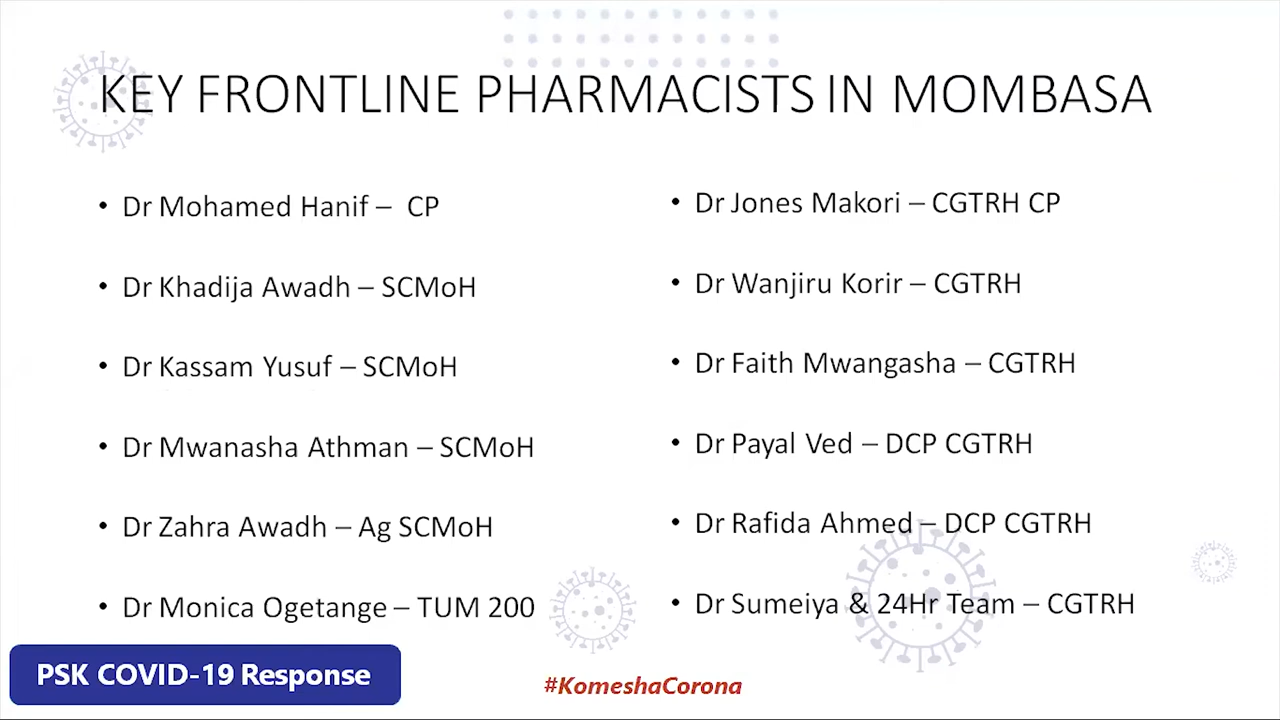 KEY FRONTLINE PHARMACISTS IN MOMBASA
• Dr Mohamed Hanif – CP
• Dr Khadija Awadh – SCMoH
• Dr Kassam Yusuf – SCMoH
• Dr Mwanasha Athman – SCMoH
• Dr Zahra Awadh – Ag SCMoH
• Dr Monica Ogetange – TUM 200
• Dr Jones Makori – CGTRH CP
• Dr Wanjiru Korir – CGTRH
• Dr Faith Mwangasha – CGTRH
• Dr Payal Ved – DCP CGTRH
• Dr Rafida Ahmed – DCP CGTRH
• Dr Sumeiya & 24Hr Team – CGTRH
PSK COVID-19 Response
#KomeshaCorona